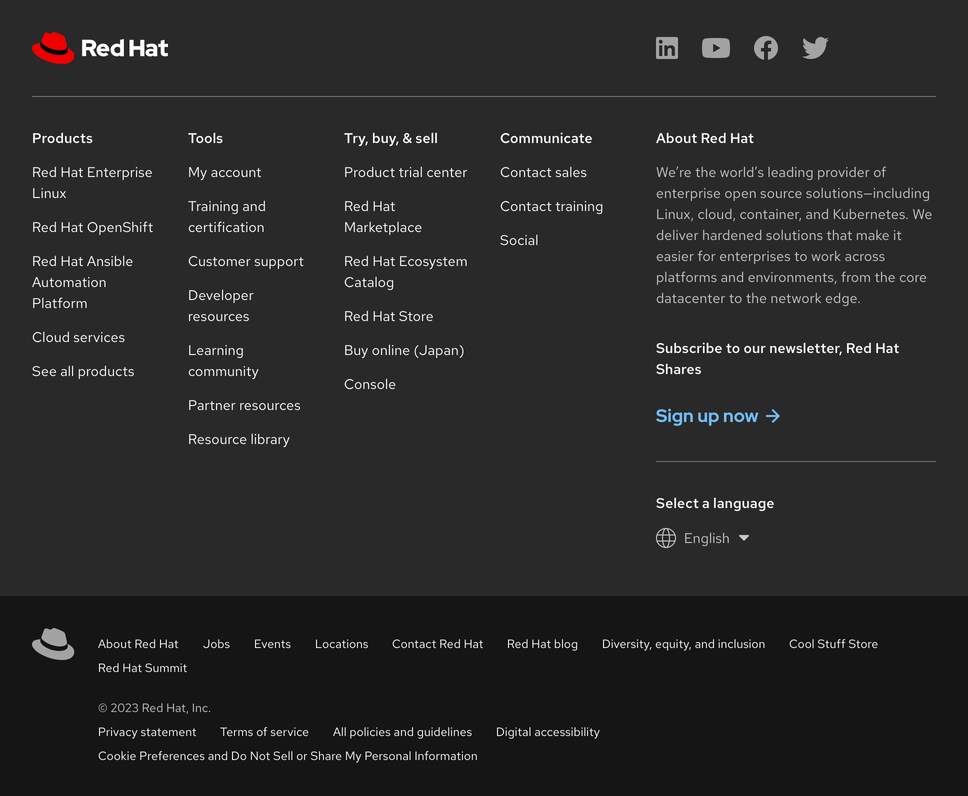 Red Hat
Products
Red Hat Enterprise
Linux
Red Hat OpenShift
Red Hat Ansible
Automation
Platform
Cloud services
See all products
Tools
My account
Training and
certification
Customer support
Developer
resources
Learning
community
Partner resources
Resource library
Try, buy, & sell
Product trial center
Red Hat
Marketplace
Red Hat Ecosystem
Catalog
Red Hat Store
Buy online (Japan)
Console
Communicate
Contact sales
Contact training
Social
About Red Hat
We’re the world’s leading provider of
enterprise open source solutions—including
Linux, cloud, container, and Kubernetes. We
deliver hardened solutions that make it
easier for enterprises to work across
platforms and environments, from the core
datacenter to the network edge.
Subscribe to our newsletter, Red Hat
Shares
Sign up now →
Select a language
English
About Red Hat Jobs Events Locations Contact Red Hat Red Hat blog Diversity, equity, and inclusion Cool Stuff Store
Red Hat Summit
© 2023 Red Hat, Inc.
Privacy statement Terms of service All policies and guidelines Digital accessibility
Cookie Preferences and Do Not Sell or Share My Personal Information